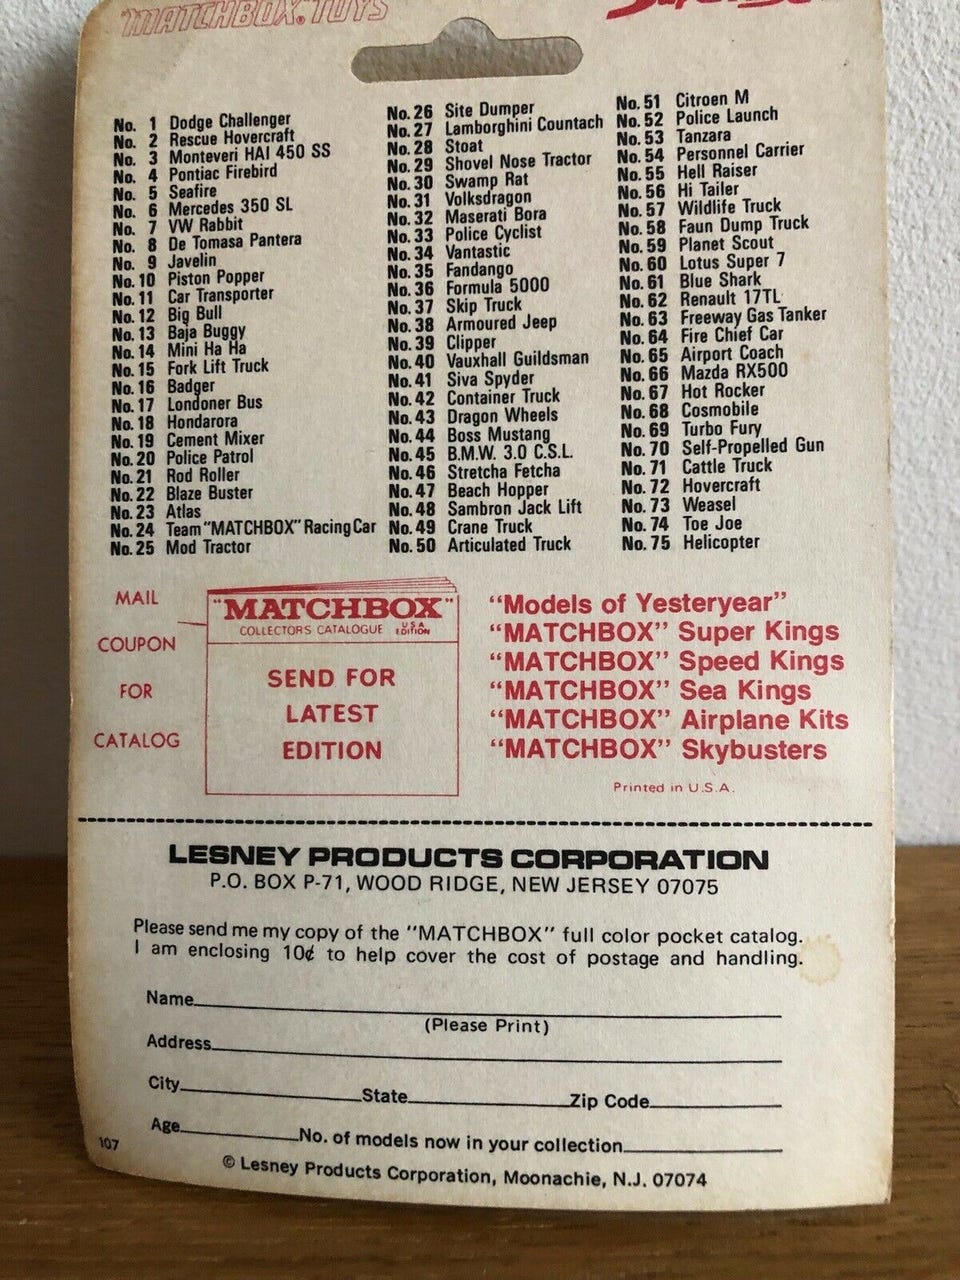 MATCHBOX® TOYS
No. 1 Dodge Challenger
No. 2 Rescue Hovercraft
No. 3 Monteveri HAI 450 SS
No. 4 Pontiac Firebird
No. 5 Seafire
No. 6 Mercedes 350 SL
No. 7 VW Rabbit
No. 8 De Tomasa Pantera
No. 9 Javelin
No. 10 Piston Popper
No. 11 Car Transporter
No. 12 Big Bull
No. 13 Baja Buggy
No. 14 Mini Ha Ha
No. 15 Fork Lift Truck
No. 16 Badger
No. 17 Londoner Bus
No. 18 Hondarora
No. 19 Cement Mixer
No. 20 Police Patrol
No. 21 Rod Roller
No. 22 Blaze Buster
No. 23 Atlas
No. 24 Team "MATCHBOX" Racing Car
No. 25 Mod Tractor
No. 26 Site Dumper
No. 27 Lamborghini Countach
No. 28 Stoat
No. 29 Shovel Nose Tractor
No. 30 Swamp Rat
No. 31 Volksdragon
No. 32 Maserati Bora
No. 33 Police Cyclist
No. 34 Vantastic
No. 35 Fandango
No. 36 Formula 5000
No. 37 Skip Truck
No. 38 Armoured Jeep
No. 39 Clipper
No. 40 Vauxhall Guildsman
No. 41 Siva Spyder
No. 42 Container Truck
No. 43 Dragon Wheels
No. 44 Boss Mustang
No. 45 B.M.W. 3.0 C.S.L.
No. 46 Stretcha Fetcha
No. 47 Beach Hopper
No. 48 Sambron Jack Lift
No. 49 Crane Truck
No. 50 Articulated Truck
No. 51 Citroen M
No. 52 Police Launch
No. 53 Tanzara
No. 54 Personnel Carrier
No. 55 Hell Raiser
No. 56 Hi Tailer
No. 57 Wildlife Truck
No. 58 Faun Dump Truck
No. 59 Planet Scout
No. 60 Lotus Super 7
No. 61 Blue Shark
No. 62 Renault 17TL
No. 63 Freeway Gas Tanker
No. 64 Fire Chief Car
No. 65 Airport Coach
No. 66 Mazda RX500
No. 67 Hot Rocker
No. 68 Cosmobile
No. 69 Turbo Fury
No. 70 Self-Propelled Gun
No. 71 Cattle Truck
No. 72 Hovercraft
No. 73 Weasel
No. 74 Toe Joe
No. 75 Helicopter
MAIL
COUPON
FOR
CATALOG
"MATCHBOX"
COLLECTORS CATALOGUE U.S.A. EDITION
SEND FOR
LATEST
EDITION
"Models of Yesteryear"
"MATCHBOX" Super Kings
"MATCHBOX" Speed Kings
"MATCHBOX" Sea Kings
"MATCHBOX" Airplane Kits
"MATCHBOX" Skybusters
Printed in U.S.A.
LESNEY PRODUCTS CORPORATION
P.O. BOX P-71, WOOD RIDGE, NEW JERSEY 07075
Please send me my copy of the "MATCHBOX" full color pocket catalog.
I am enclosing 10¢ to help cover the cost of postage and handling.
Name
(Please Print)
Address
City State Zip Code
Age No. of models now in your collection
107
© Lesney Products Corporation, Moonachie, N.J. 07074